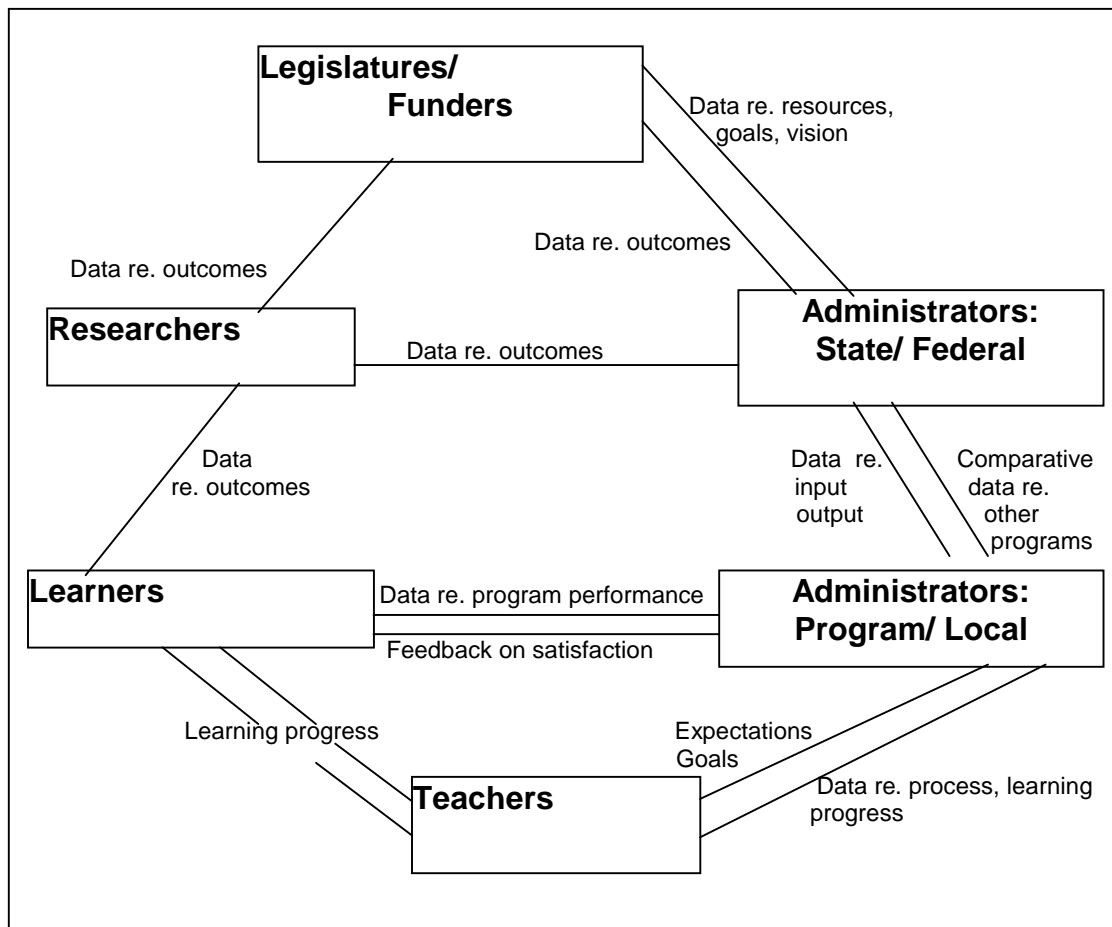 Legislatures/
Funders
Data re. resources,
goals, vision
Data re. outcomes
Data re. outcomes
Researchers
Administrators:
State/ Federal
Data re. outcomes
Data
re. outcomes
Data re.
input
output
Comparative
data re.
other
programs
Learners
Data re. program performance
Feedback on satisfaction
Administrators:
Program/ Local
Learning progress
Expectations
Goals
Teachers
Data re. process, learning
progress